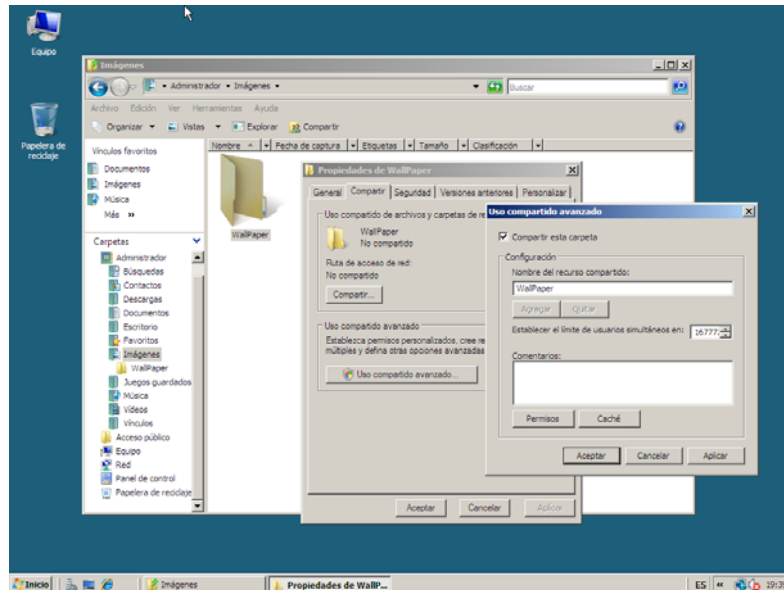 Equipo
Papelera de
reciclaje
Imágenes
Administrador
Imágenes
Buscar
Archivo Edición Ver Herramientas Ayuda
Organizar Vistas Explorar Compartir
Vínculos favoritos
Documentos
Imágenes
Música
Más »
Nombre Fecha de captura Etiquetas Tamaño Clasificación
WallPaper
Carpetas
Administrador
Búsquedas
Contactos
Descargas
Documentos
Escritorio
Favoritos
Imágenes
WallPaper
Juegos guardados
Música
Vídeos
Vínculos
Acceso público
Equipo
Red
Panel de control
Papelera de reciclaje
Propiedades de WallPaper
General Compartir Seguridad Versiones anteriores Personalizar
Uso compartido de archivos y carpetas de re
WallPaper
No compartido
Ruta de acceso de red:
No compartido
Compartir...
Uso compartido avanzado
Establezca permisos personalizados, cree re
múltiples y defina otras opciones avanzadas
Uso compartido avanzado...
Aceptar Cancelar Aplicar
Uso compartido avanzado
Compartir esta carpeta
Configuración
Nombre del recurso compartido:
WallPaper
Agregar Quitar
Establecer el límite de usuarios simultáneos en: 16777
Comentarios:
Permisos Caché
Aceptar Cancelar Aplicar
Inicio Imágenes Propiedades de WallP... ES «